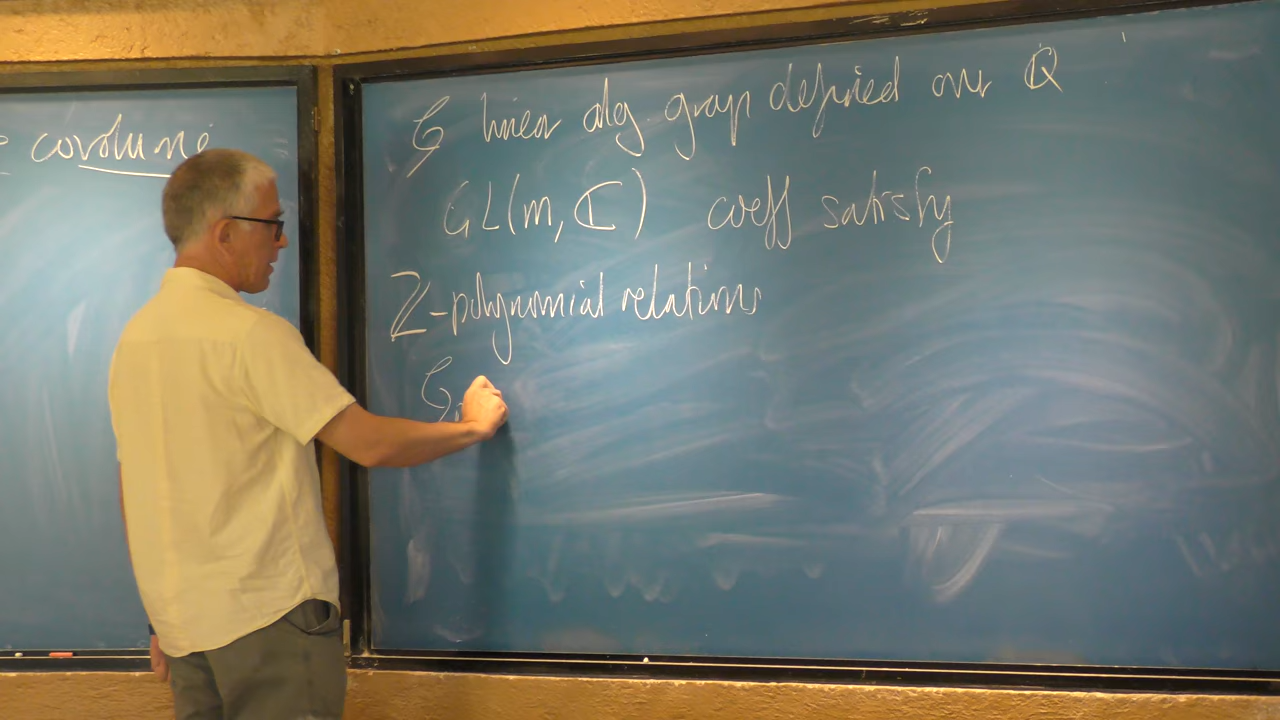 covolume
G linear alg. group defined over ℚ
GL(m, ℂ) coeff satisfy
ℤ-polynomial relations
G